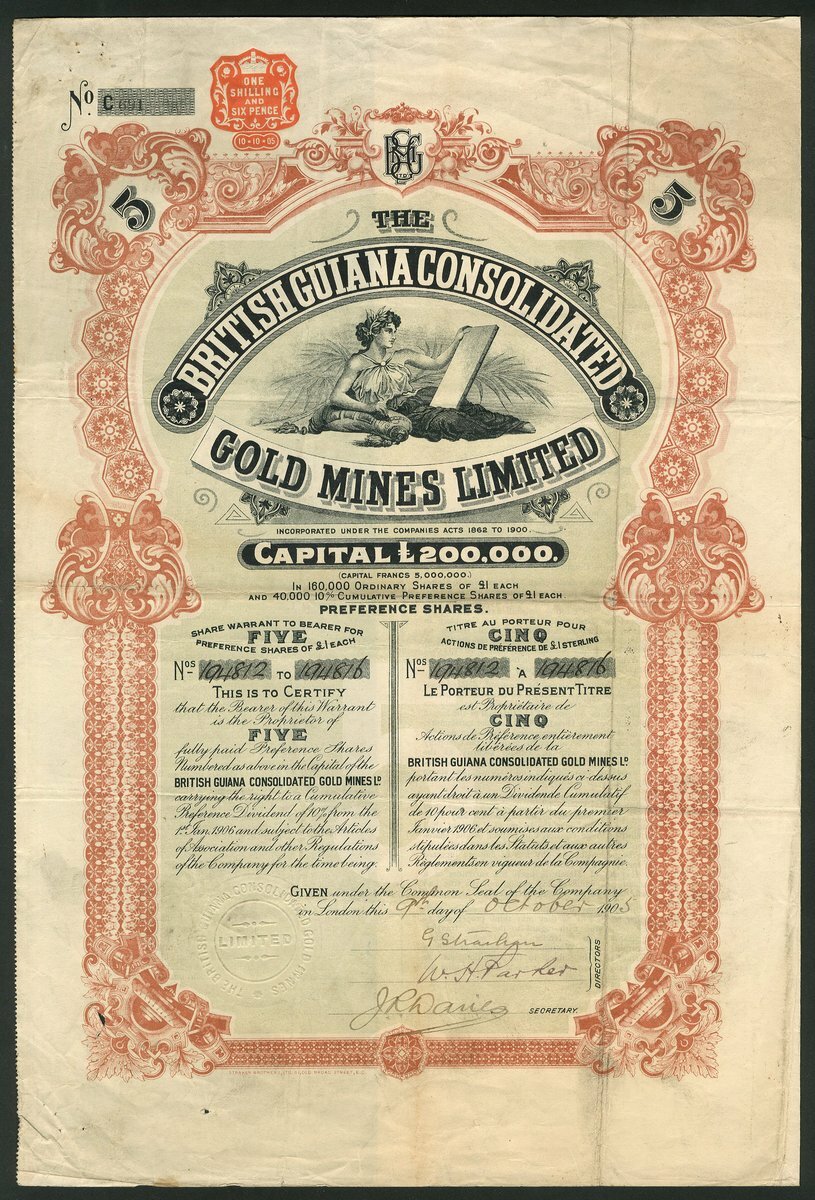 No. C 691
ONE
SHILLING
AND
SIX PENCE
10·10·05
5
5
THE
BRITISH GUIANA CONSOLIDATED
GOLD MINES LIMITED
INCORPORATED UNDER THE COMPANIES ACTS 1862 TO 1900.
CAPITAL £200,000.
(CAPITAL FRANCS 5,000,000.)
IN 160,000 ORDINARY SHARES OF £1 EACH
AND 40,000 10% CUMULATIVE PREFERENCE SHARES OF £1 EACH.
PREFERENCE SHARES.
SHARE WARRANT TO BEARER FOR
FIVE
PREFERENCE SHARES OF £1 EACH
Nos 194812 TO 194816
THIS IS TO CERTIFY
that the Bearer of this Warrant
is the Proprietor of
FIVE
fully paid Preference Shares
Numbered as above in the Capital of the
BRITISH GUIANA CONSOLIDATED GOLD MINES LD
carrying the right to a Cumulative
Preference Dividend of 10% from the
1st Jan. 1906 and subject to the Articles
of Association and other Regulations
of the Company for the time being.
TITRE AU PORTEUR POUR
CINQ
ACTIONS DE PRÉFÉRENCE DE £1 STERLING
Nos 194812 À 194816
LE PORTEUR DU PRÉSENT TITRE
est Propriétaire de
CINQ
Actions de Préférence, entièrement
libérées de la
BRITISH GUIANA CONSOLIDATED GOLD MINES LD
portant les numéros indiqués ci-dessus
ayant droit à un Dividende Cumulatif
de 10 pour cent à partir du premier
Janvier 1906, et soumises aux conditions
stipulées dans les Statuts et aux autres
Réglements en vigueur de la Compagnie.
GIVEN under the Common Seal of the Company
in London this 9th day of October 1905
THE BRITISH GUIANA CONSOLIDATED GOLD MINES
LIMITED
G Strachan
W. H. Parker
DIRECTORS
J R Davies
SECRETARY.